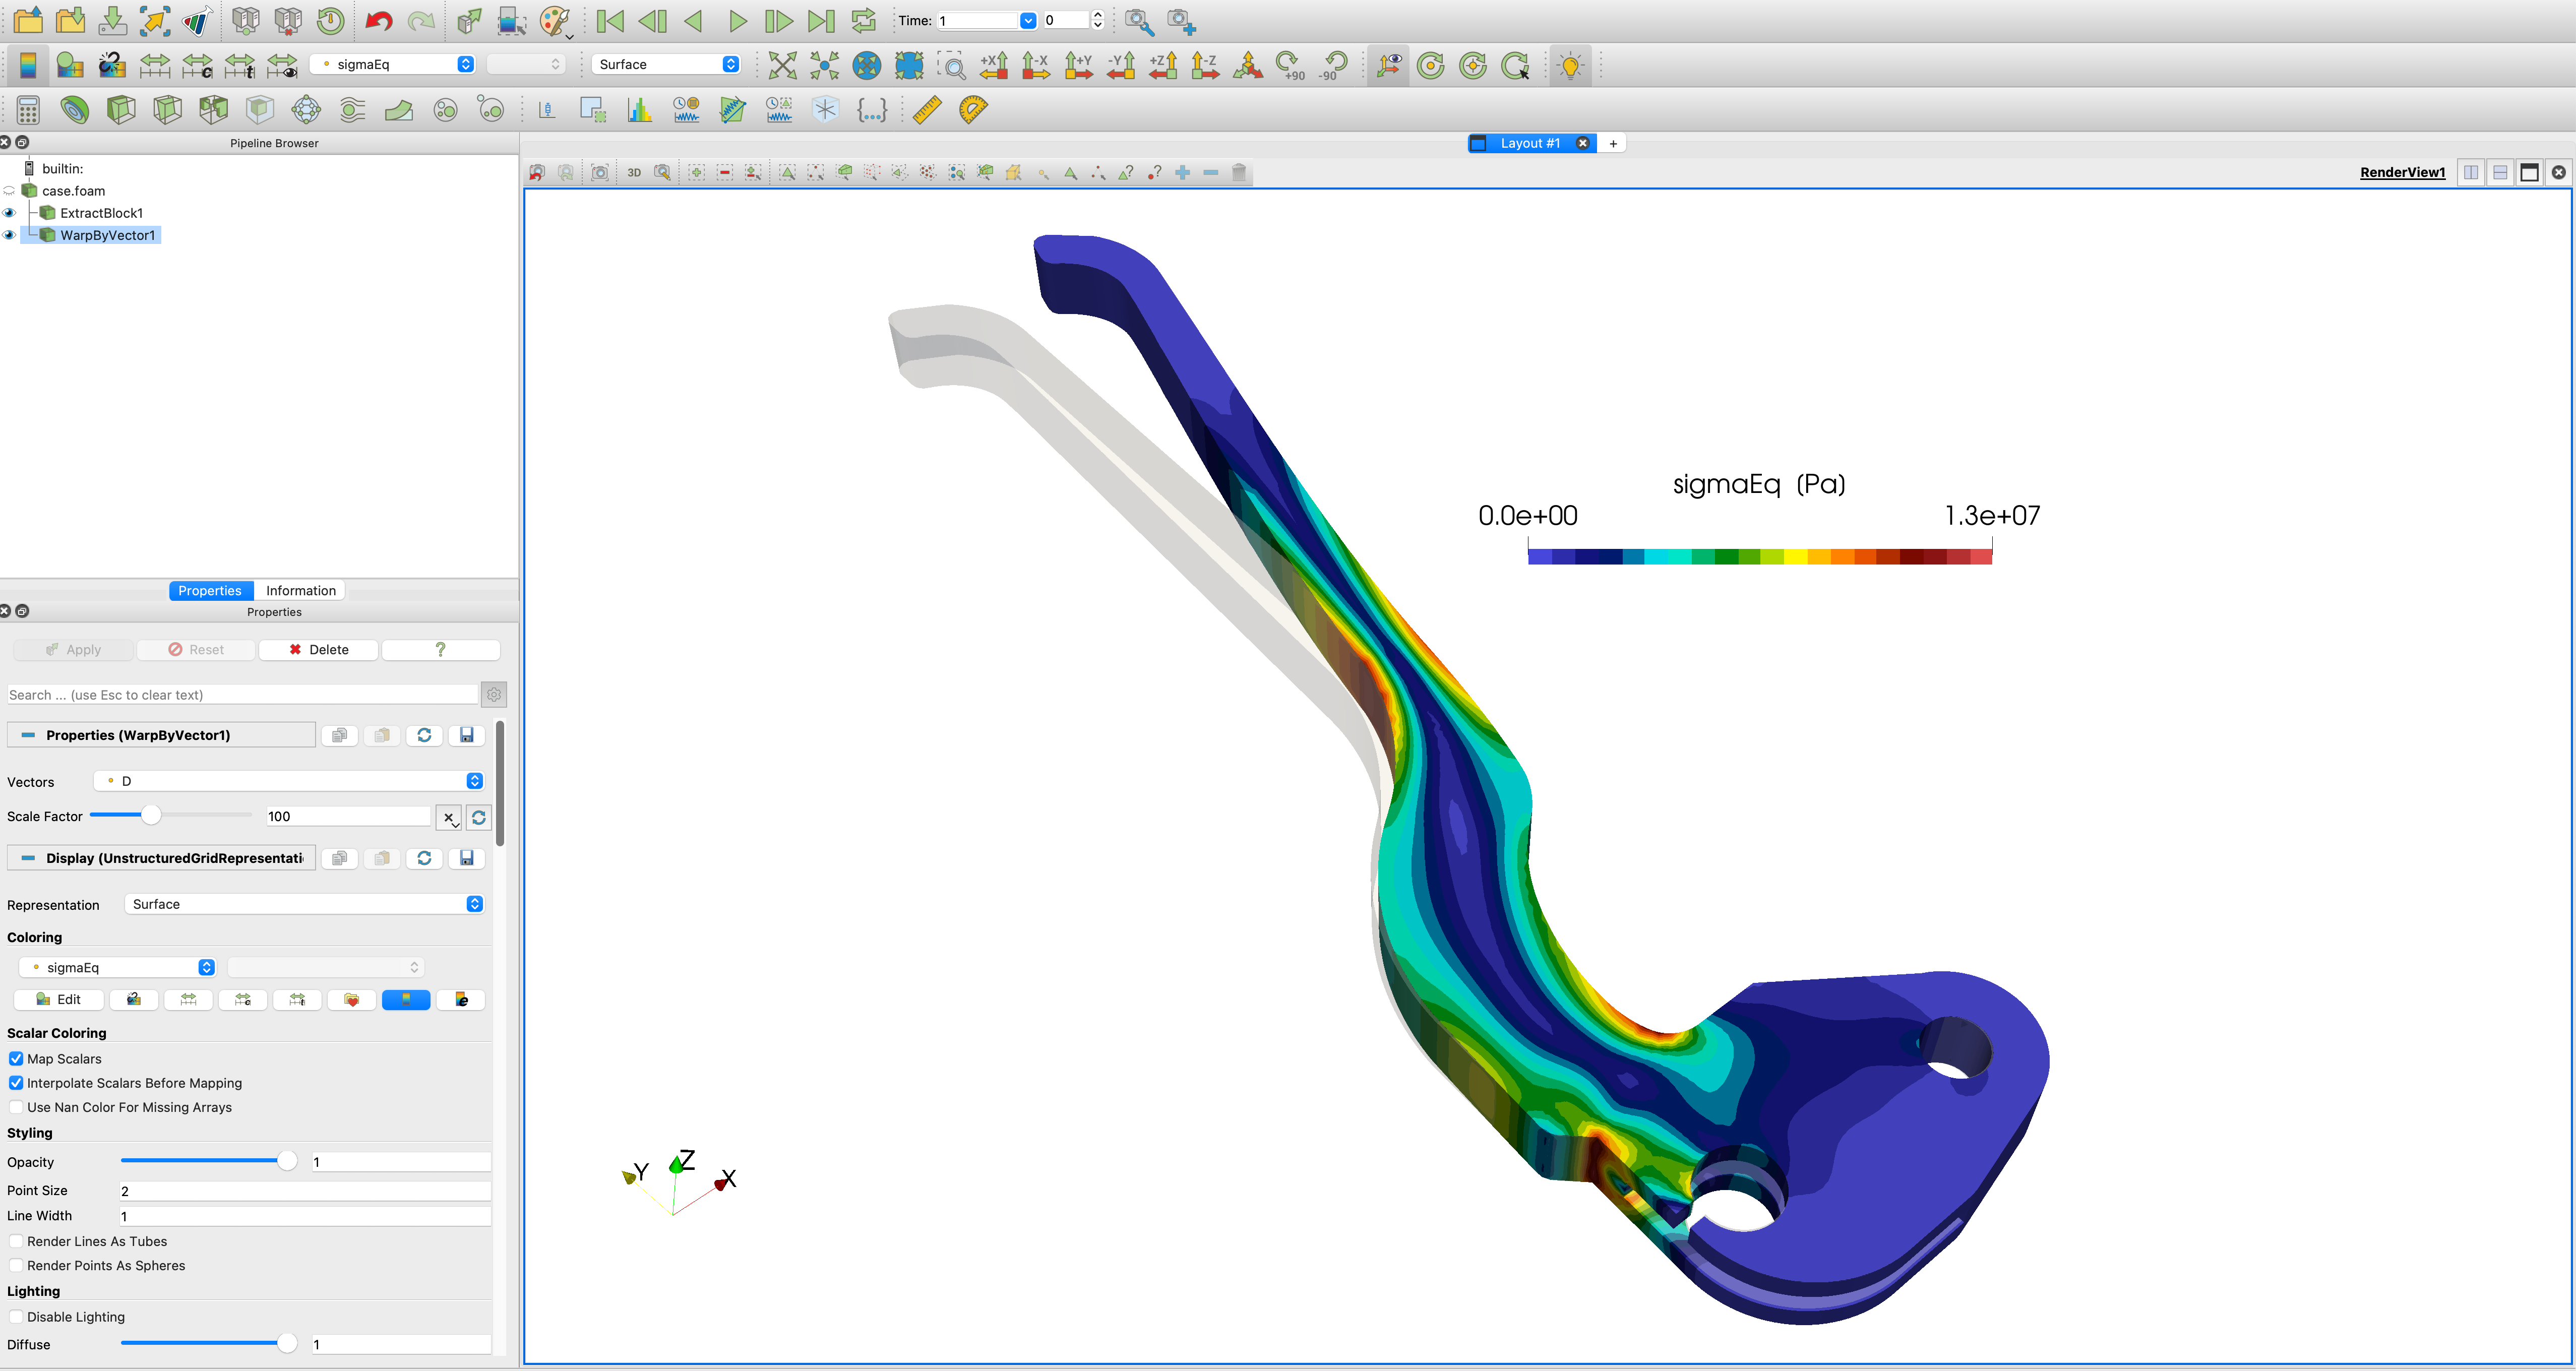 Time: 1 0
sigmaEq Surface
+X -X +Y -Y +Z -Z +90 -90
Pipeline Browser
Layout #1 +
builtin:
3D RenderView1
case.foam
ExtractBlock1
WarpByVector1
sigmaEq (Pa)
0.0e+00 1.3e+07
Properties Information
Properties
Apply Reset Delete ?
Search ... (use Esc to clear text)
Properties (WarpByVector1)
Vectors D
Scale Factor 100
Display (UnstructuredGridRepresentati
Representation Surface
Coloring
sigmaEq
Edit
Scalar Coloring
Map Scalars
Interpolate Scalars Before Mapping
Use Nan Color For Missing Arrays
Styling
Opacity 1
Point Size 2
Line Width 1
Render Lines As Tubes
Render Points As Spheres
Lighting
Disable Lighting
Diffuse 1
Y Z X